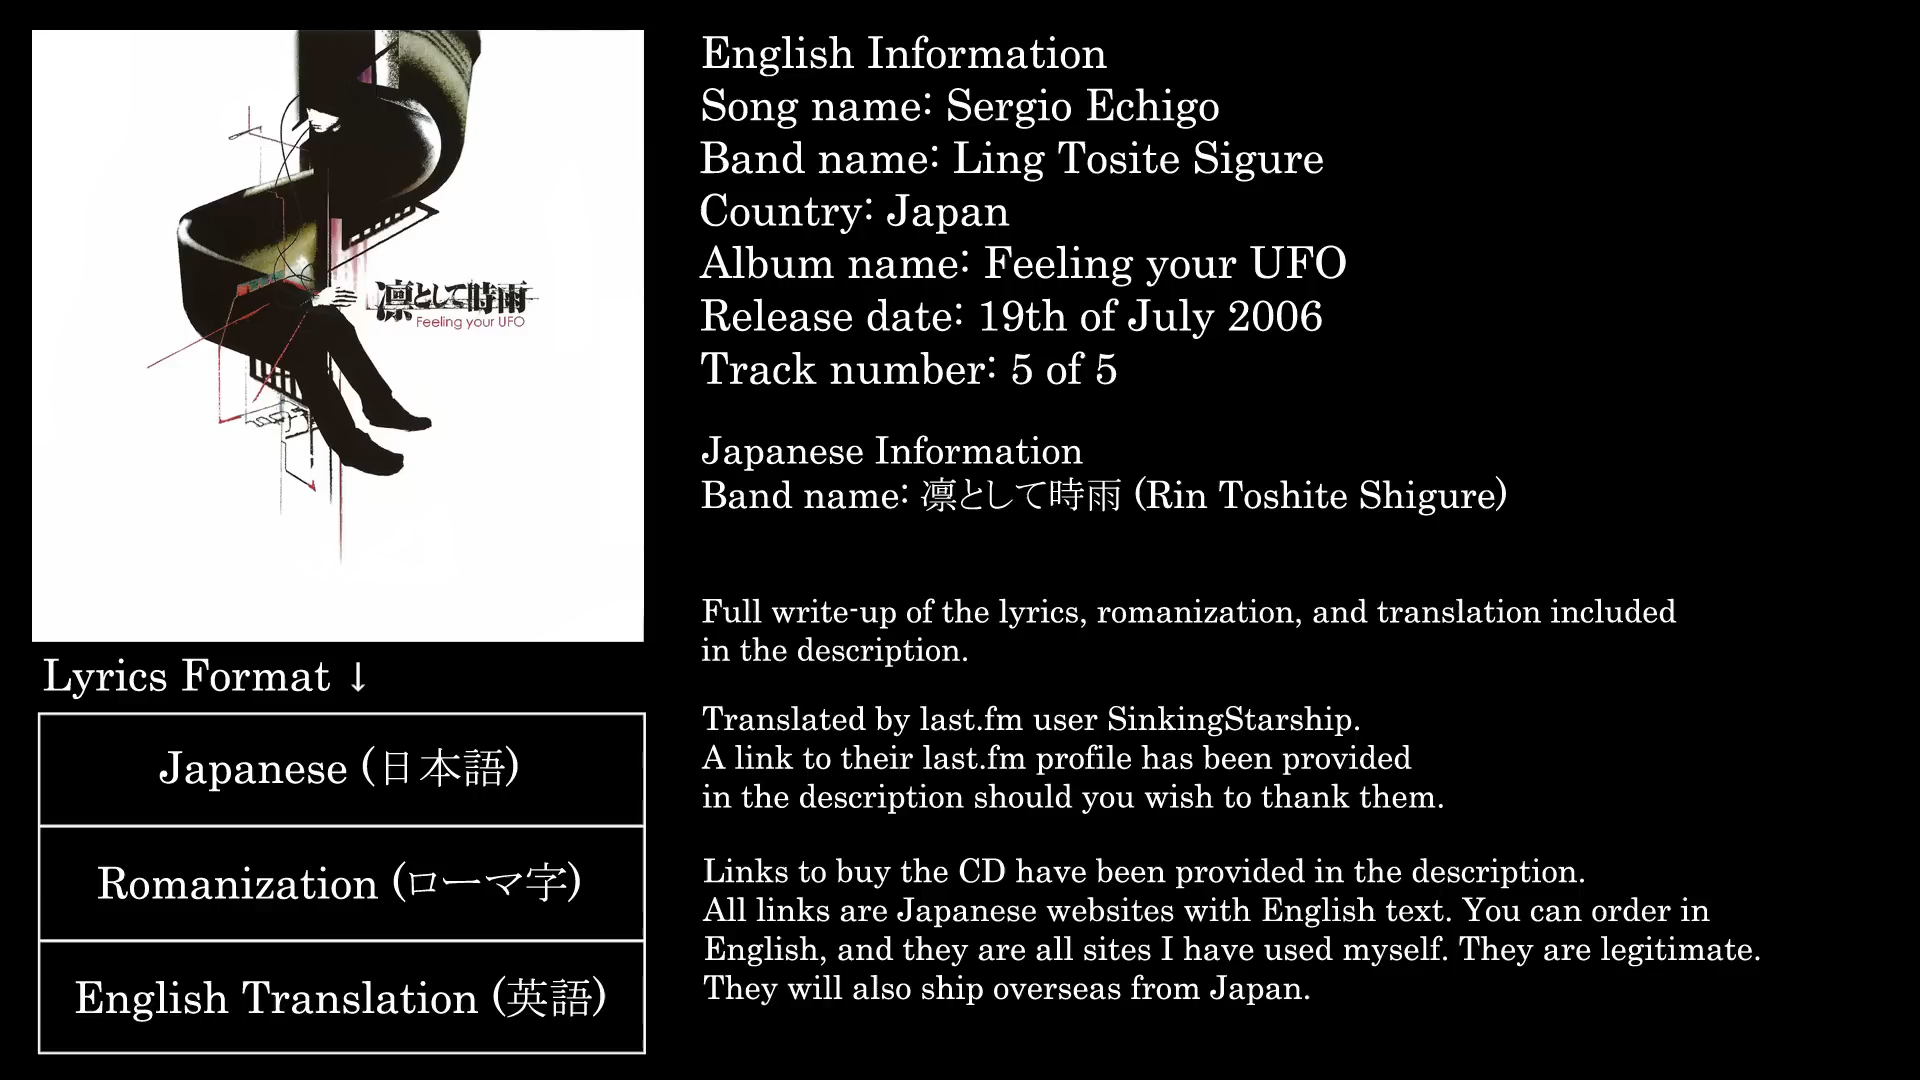 凛として時雨
Feeling your UFO
Lyrics Format ↓
Japanese (日本語)
Romanization (ローマ字)
English Translation (英語)
English Information
Song name: Sergio Echigo
Band name: Ling Tosite Sigure
Country: Japan
Album name: Feeling your UFO
Release date: 19th of July 2006
Track number: 5 of 5
Japanese Information
Band name: 凛として時雨 (Rin Toshite Shigure)
Full write-up of the lyrics, romanization, and translation included
in the description.
Translated by last.fm user SinkingStarship.
A link to their last.fm profile has been provided
in the description should you wish to thank them.
Links to buy the CD have been provided in the description.
All links are Japanese websites with English text. You can order in
English, and they are all sites I have used myself. They are legitimate.
They will also ship overseas from Japan.